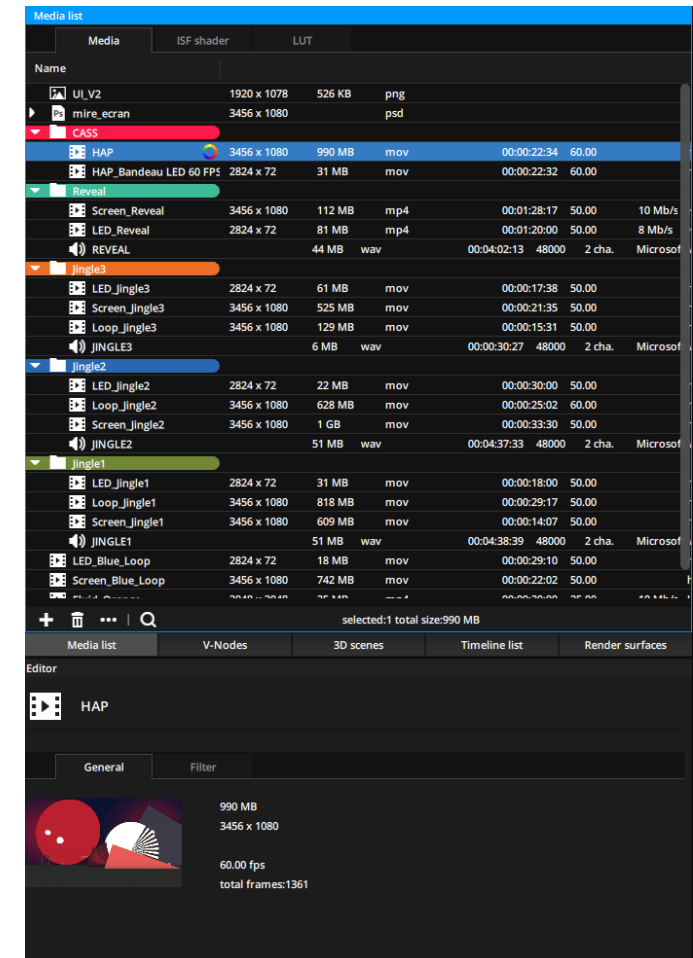 Media list
Media ISF shader LUT
Name
UI_V2 1920 x 1078 526 KB png
Ps mire_ecran 3456 x 1080 psd
CASS
HAP 3456 x 1080 990 MB mov 00:00:22:34 60.00
HAP_Bandeau LED 60 FPS 2824 x 72 31 MB mov 00:00:22:32 60.00
Reveal
Screen_Reveal 3456 x 1080 112 MB mp4 00:01:28:17 50.00 10 Mb/s
LED_Reveal 2824 x 72 81 MB mp4 00:01:20:00 50.00 8 Mb/s
REVEAL 44 MB wav 00:04:02:13 48000 2 cha. Microsof
Jingle3
LED_Jingle3 2824 x 72 61 MB mov 00:00:17:38 50.00
Screen_Jingle3 3456 x 1080 525 MB mov 00:00:21:35 50.00
Loop_Jingle3 3456 x 1080 129 MB mov 00:00:15:31 50.00
JINGLE3 6 MB wav 00:00:30:27 48000 2 cha. Microsof
Jingle2
LED_Jingle2 2824 x 72 22 MB mov 00:00:30:00 50.00
Loop_Jingle2 3456 x 1080 628 MB mov 00:00:25:02 60.00
Screen_Jingle2 3456 x 1080 1 GB mov 00:00:33:30 50.00
JINGLE2 51 MB wav 00:04:37:33 48000 2 cha. Microsof
Jingle1
LED_Jingle1 2824 x 72 31 MB mov 00:00:18:00 50.00
Loop_Jingle1 3456 x 1080 818 MB mov 00:00:29:17 50.00
Screen_Jingle1 3456 x 1080 609 MB mov 00:00:14:07 50.00
JINGLE1 51 MB wav 00:04:38:39 48000 2 cha. Microsof
LED_Blue_Loop 2824 x 72 18 MB mov 00:00:29:10 50.00
Screen_Blue_Loop 3456 x 1080 742 MB mov 00:00:22:02 50.00
selected:1 total size:990 MB
Media list V-Nodes 3D scenes Timeline list Render surfaces
Editor
HAP
General Filter
990 MB
3456 x 1080
60.00 fps
total frames:1361